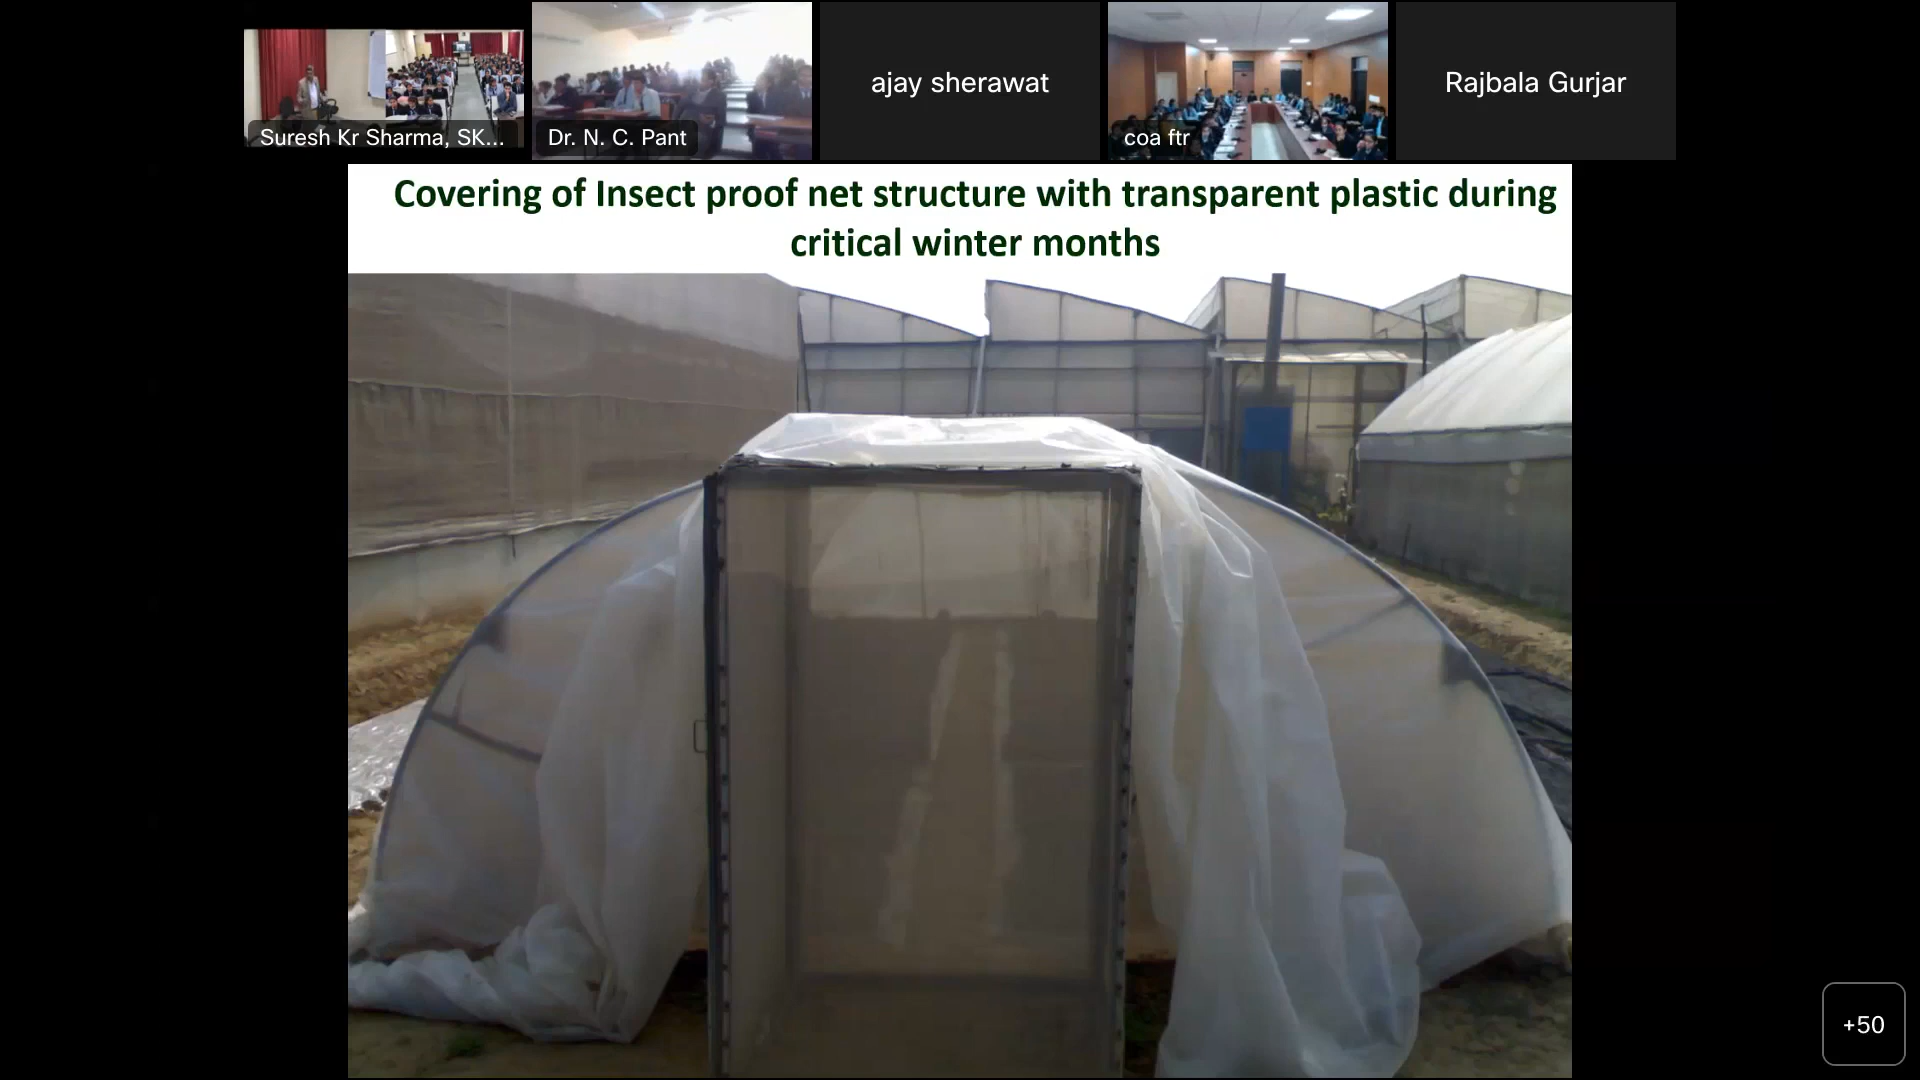 Suresh Kr Sharma, SK...
Dr. N. C. Pant
ajay sherawat
coa ftr
Rajbala Gurjar
Covering of Insect proof net structure with transparent plastic during
critical winter months
+50